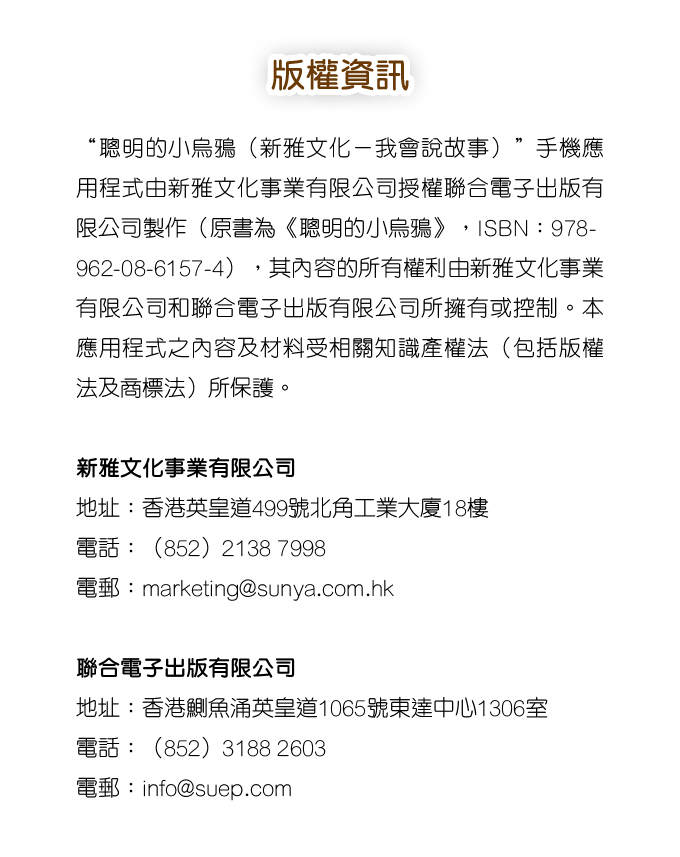 版權資訊
“聰明的小烏鴉（新雅文化－我會說故事）”手機應
用程式由新雅文化事業有限公司授權聯合電子出版有
限公司製作（原書為《聰明的小烏鴉》，ISBN：978-
962-08-6157-4），其內容的所有權利由新雅文化事業
有限公司和聯合電子出版有限公司所擁有或控制。本
應用程式之內容及材料受相關知識產權法（包括版權
法及商標法）所保護。
新雅文化事業有限公司
地址：香港英皇道499號北角工業大廈18樓
電話：（852）2138 7998
電郵：marketing@sunya.com.hk
聯合電子出版有限公司
地址：香港鰂魚涌英皇道1065號東達中心1306室
電話：（852）3188 2603
電郵：info@suep.com